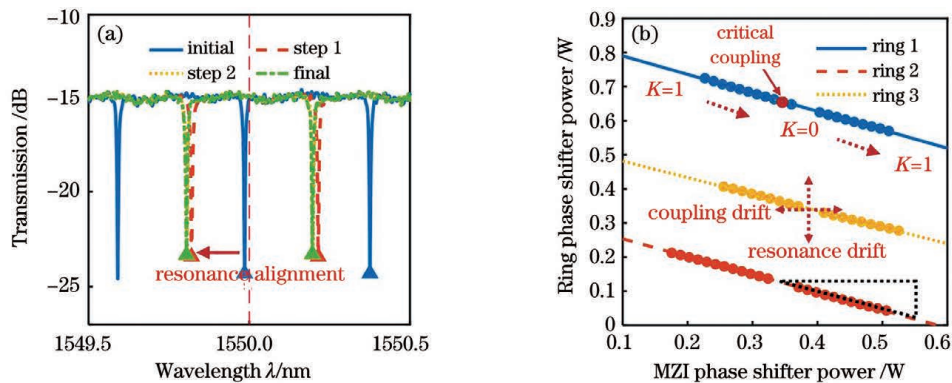 (a)
initial
step 1
step 2
final
−10
−15
−20
−25
Transmission /dB
resonance alignment
1549.5
1550.0
1550.5
Wavelength λ/nm
(b)
critical
coupling
ring 1
ring 2
ring 3
K=1
K=0
K=1
coupling drift
resonance drift
0.9
0.8
0.7
0.6
0.5
0.4
0.3
0.2
0.1
0
Ring phase shifter power /W
0.1
0.2
0.3
0.4
0.5
0.6
MZI phase shifter power /W